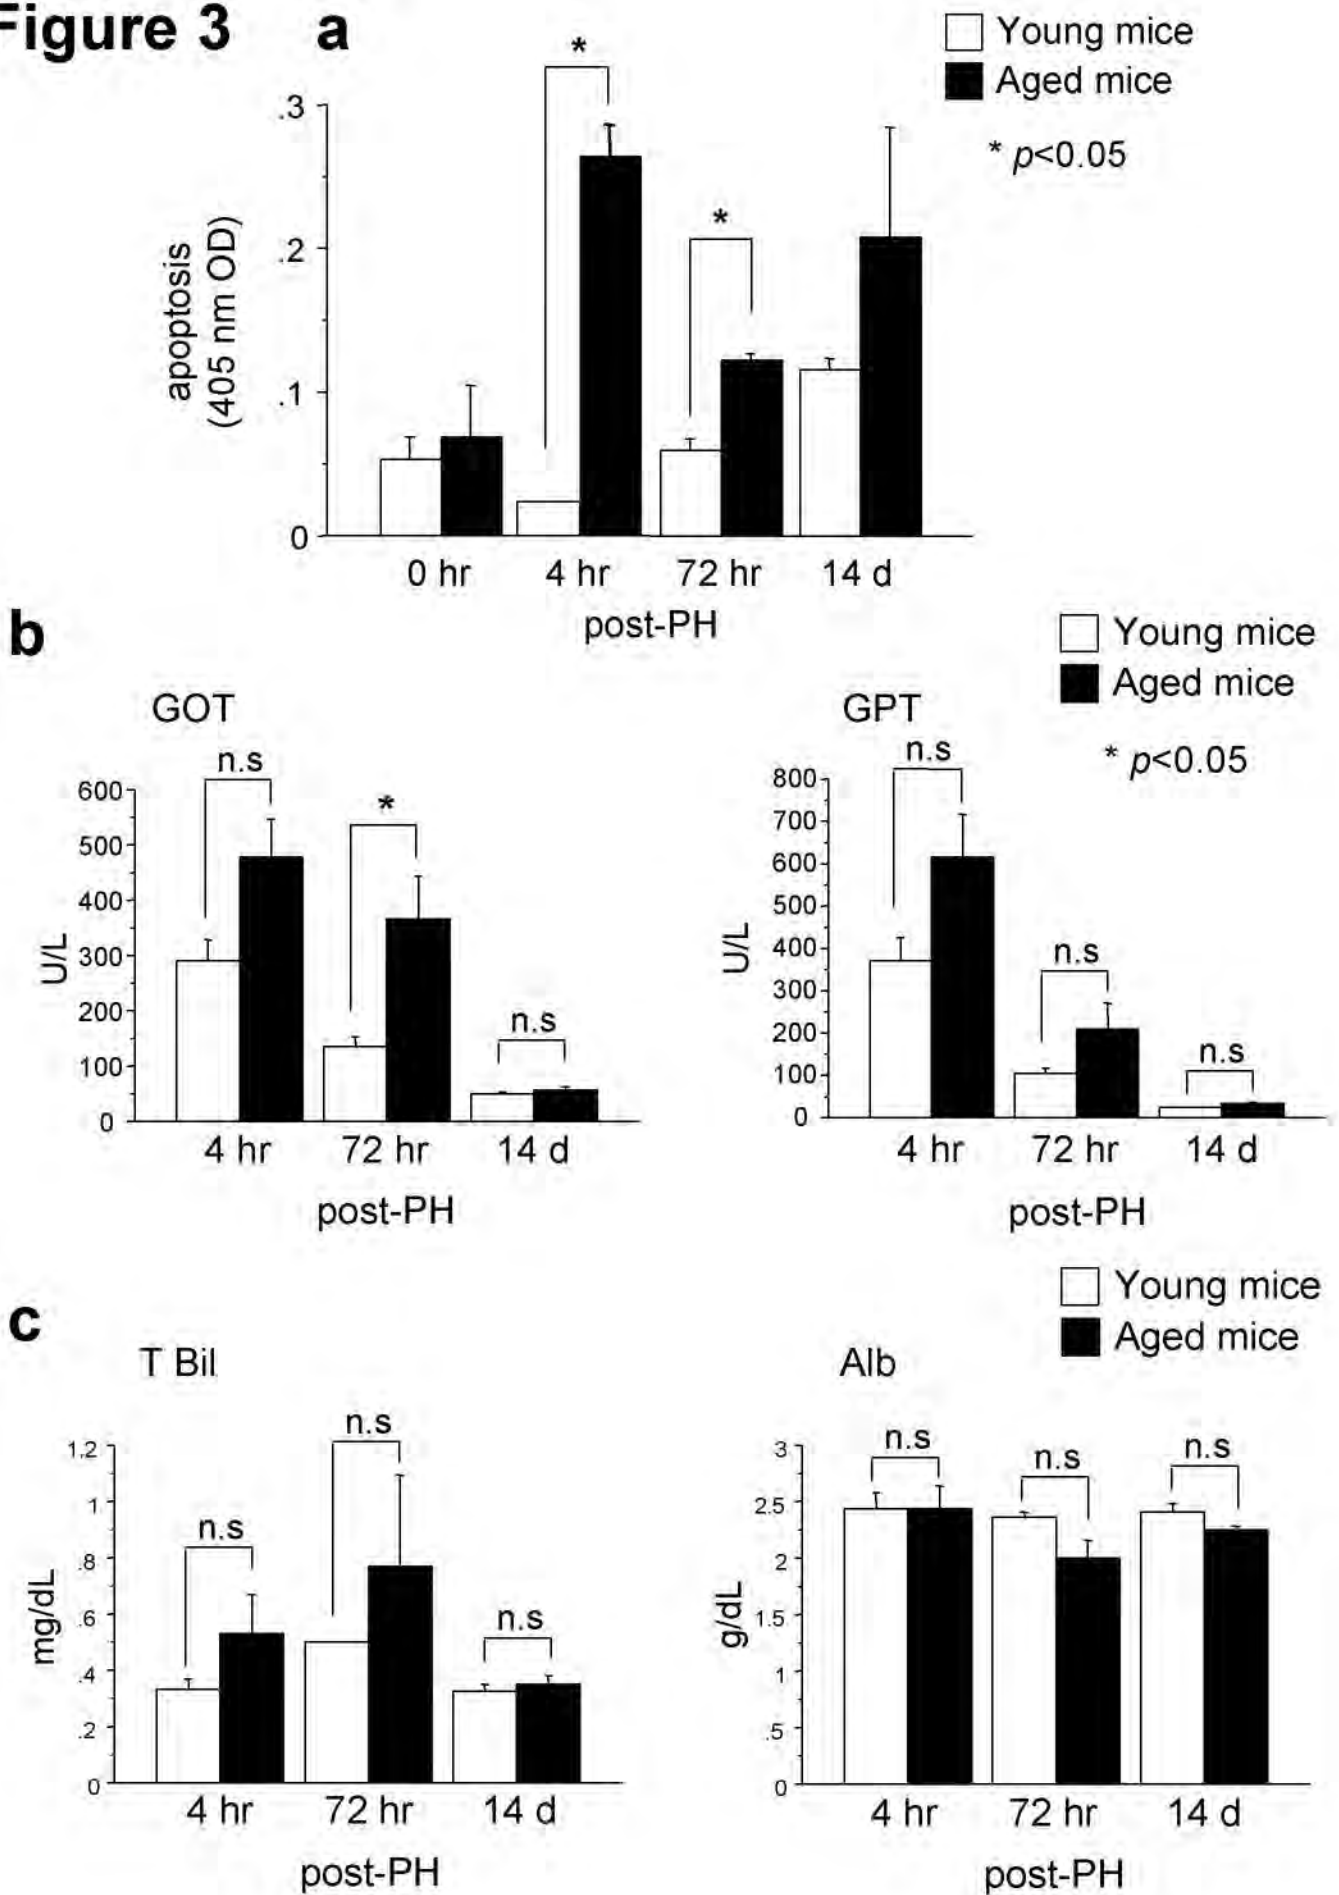 Figure 3 a
Young mice
Aged mice
* p<0.05
*
*
.3
.2
.1
0
apoptosis
(405 nm OD)
0 hr 4 hr 72 hr 14 d
post-PH
b
Young mice
Aged mice
* p<0.05
GOT
n.s
*
n.s
600
500
400
300
200
100
0
U/L
4 hr 72 hr 14 d
post-PH
GPT
n.s
n.s
n.s
800
700
600
500
400
300
200
100
0
U/L
4 hr 72 hr 14 d
post-PH
c
Young mice
Aged mice
T Bil
n.s
n.s
n.s
1.2
1
.8
.6
.4
.2
0
mg/dL
4 hr 72 hr 14 d
post-PH
Alb
n.s
n.s
n.s
3
2.5
2
1.5
1
.5
0
g/dL
4 hr 72 hr 14 d
post-PH